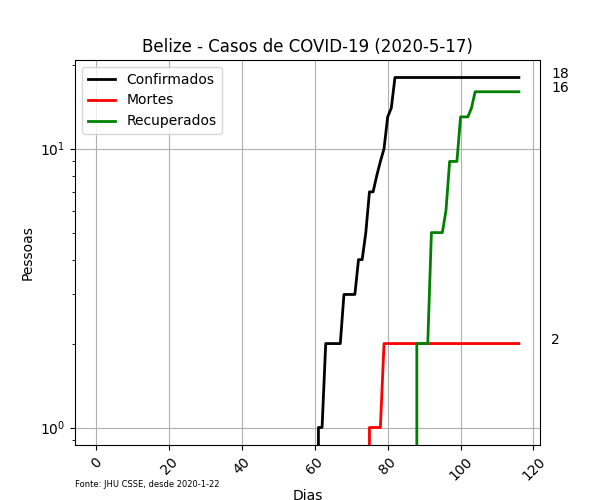 Belize - Casos de COVID-19 (2020-5-17)
Confirmados
Mortes
Recuperados
18
16
2
10¹
10⁰
Pessoas
0 20 40 60 80 100 120
Fonte: JHU CSSE, desde 2020-1-22
Dias